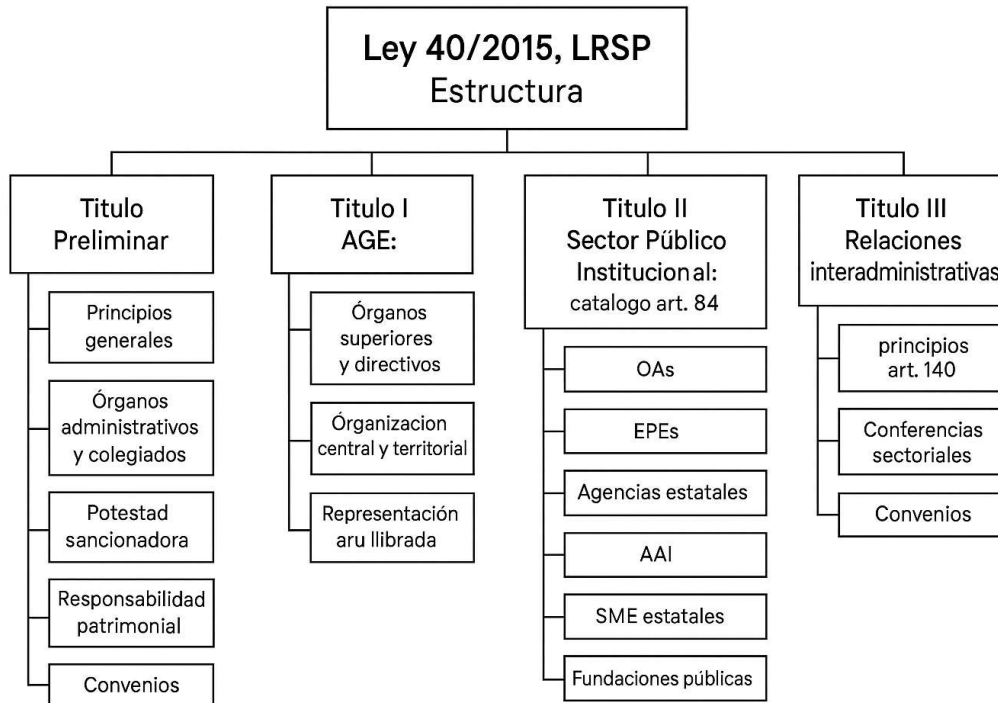 Ley 40/2015, LRSP
Estructura
Titulo
Preliminar
Principios
generales
Órganos
administrativos
y colegiados
Potestad
sancionadora
Responsabilidad
patrimonial
Convenios
Titulo I
AGE:
Órganos
superiores
y directivos
Órganizacion
central y territorial
Representación
aru llibrada
Titulo II
Sector Público
Institucional:
catalogo art. 84
OAs
EPEs
Agencias estatales
AAI
SME estatales
Fundaciones públicas
Titulo III
Relaciones
interadministrativas
principios
art. 140
Conferencias
sectoriales
Convenios